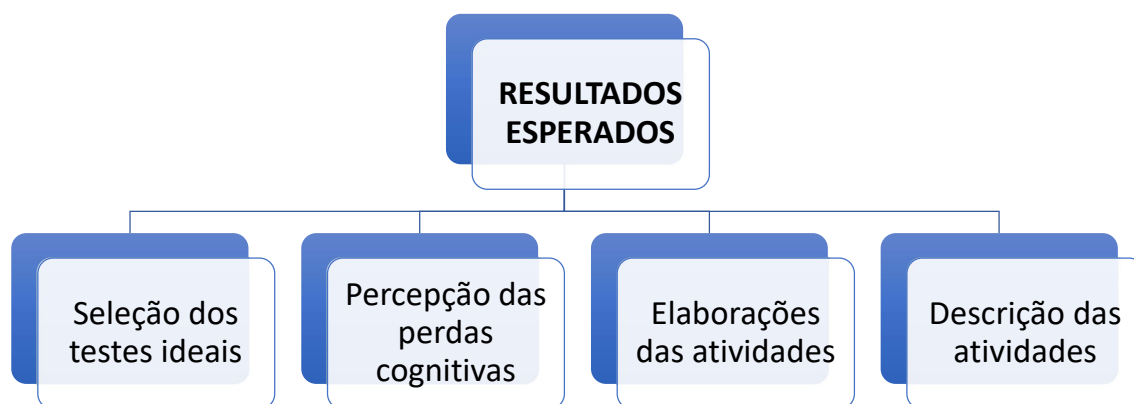 RESULTADOS
ESPERADOS
Seleção dos
testes ideais
Percepção das
perdas
cognitivas
Elaborações
das atividades
Descrição das
atividades